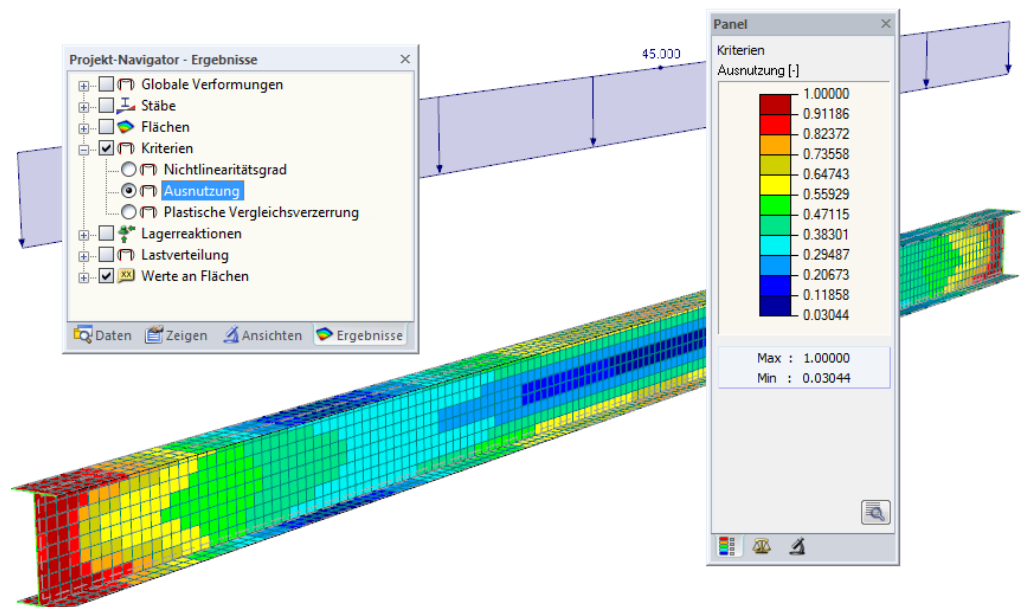 Projekt-Navigator - Ergebnisse
Globale Verformungen
Stäbe
Flächen
Kriterien
Nichtlinearitätsgrad
Ausnutzung
Plastische Vergleichsverzerrung
Lagerreaktionen
Lastverteilung
xx Werte an Flächen
Daten Zeigen Ansichten Ergebnisse
45.000
Panel
Kriterien
Ausnutzung [-]
1.00000
0.91186
0.82372
0.73558
0.64743
0.55929
0.47115
0.38301
0.29487
0.20673
0.11858
0.03044
Max : 1.00000
Min : 0.03044